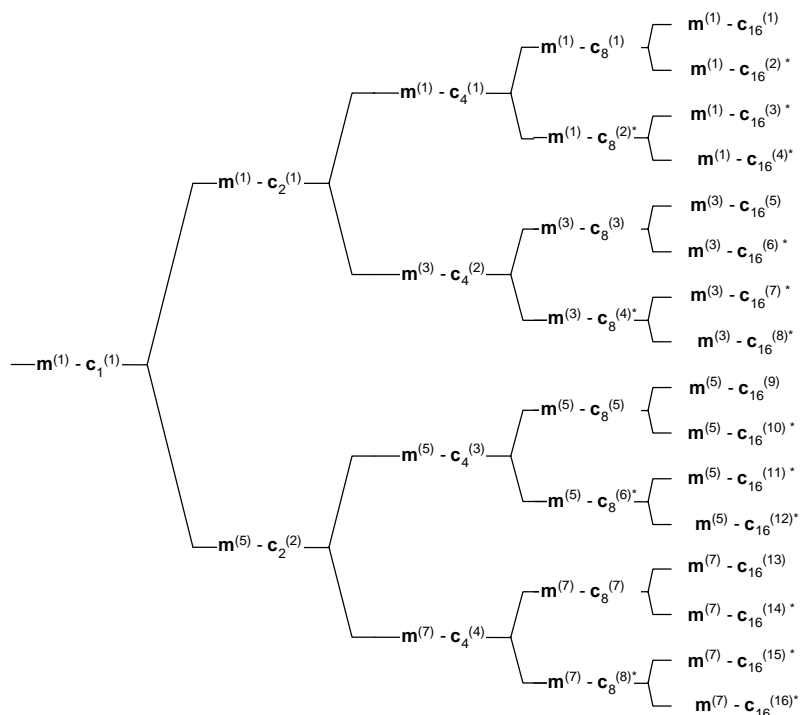 m(1) - c16(1)
m(1) - c8(1)
m(1) - c16(2) *
m(1) - c4(1)
m(1) - c16(3) *
m(1) - c8(2)*
m(1) - c16(4)*
m(1) - c2(1)
m(3) - c16(5)
m(3) - c8(3)
m(3) - c16(6) *
m(3) - c4(2)
m(3) - c16(7) *
m(3) - c8(4)*
m(3) - c16(8)*
m(1) - c1(1)
m(5) - c16(9)
m(5) - c8(5)
m(5) - c16(10) *
m(5) - c4(3)
m(5) - c16(11) *
m(5) - c8(6)*
m(5) - c16(12)*
m(5) - c2(2)
m(7) - c16(13)
m(7) - c8(7)
m(7) - c16(14) *
m(7) - c4(4)
m(7) - c16(15) *
m(7) - c8(8)*
m(7) - c16(16)*